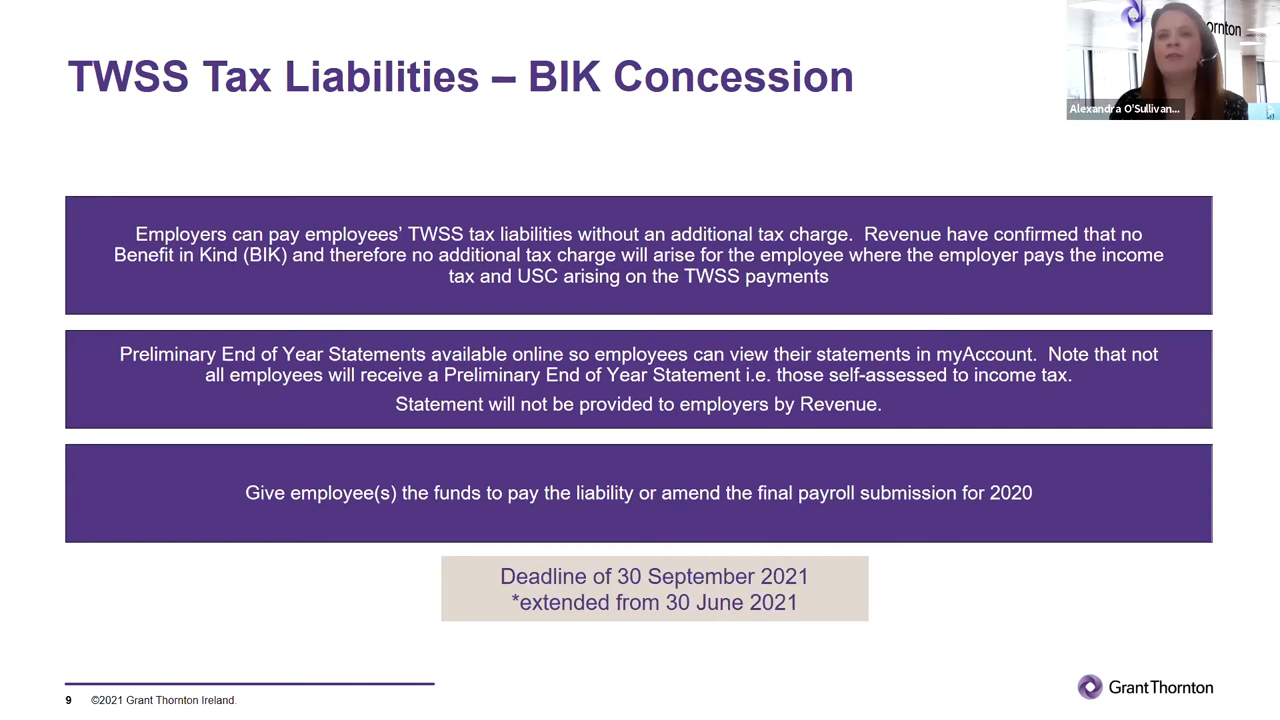 TWSS Tax Liabilities – BIK Concession
ornton
Alexandra O'Sullivan...
Employers can pay employees' TWSS tax liabilities without an additional tax charge.  Revenue have confirmed that no
Benefit in Kind (BIK) and therefore no additional tax charge will arise for the employee where the employer pays the income
tax and USC arising on the TWSS payments
Preliminary End of Year Statements available online so employees can view their statements in myAccount.  Note that not
all employees will receive a Preliminary End of Year Statement i.e. those self-assessed to income tax.
Statement will not be provided to employers by Revenue.
Give employee(s) the funds to pay the liability or amend the final payroll submission for 2020
Deadline of 30 September 2021
*extended from 30 June 2021
9 ©2021 Grant Thornton Ireland.
Grant Thornton